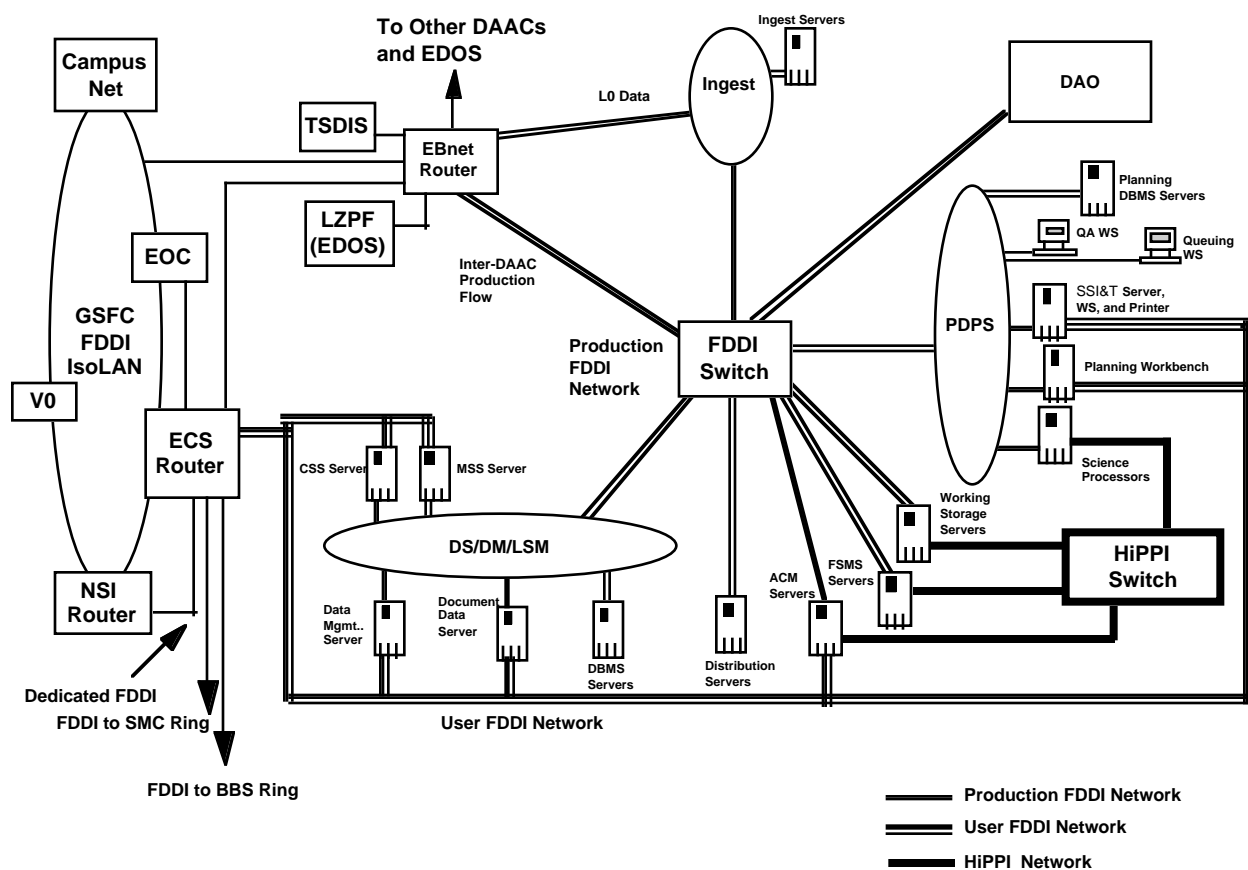 To Other DAACs
and EDOS
Ingest Servers
Campus
Net
Ingest
DAO
L0 Data
TSDIS
EBnet
Router
Planning
DBMS Servers
LZPF
(EDOS)
QA WS
Queuing
WS
EOC
Inter-DAAC
Production
Flow
SSI&T Server,
WS, and Printer
GSFC
FDDI
IsoLAN
PDPS
Production
FDDI
Network
FDDI
Switch
Planning Workbench
V0
ECS
Router
CSS Server
MSS Server
Science
Processors
Working
Storage
Servers
DS/DM/LSM
HiPPI
Switch
FSMS
Servers
ACM
Servers
NSI
Router
Data
Mgmt..
Server
Document
Data
Server
DBMS
Servers
Distribution
Servers
Dedicated FDDI
FDDI to SMC Ring
User FDDI Network
FDDI to BBS Ring
Production FDDI Network
User FDDI Network
HiPPI Network